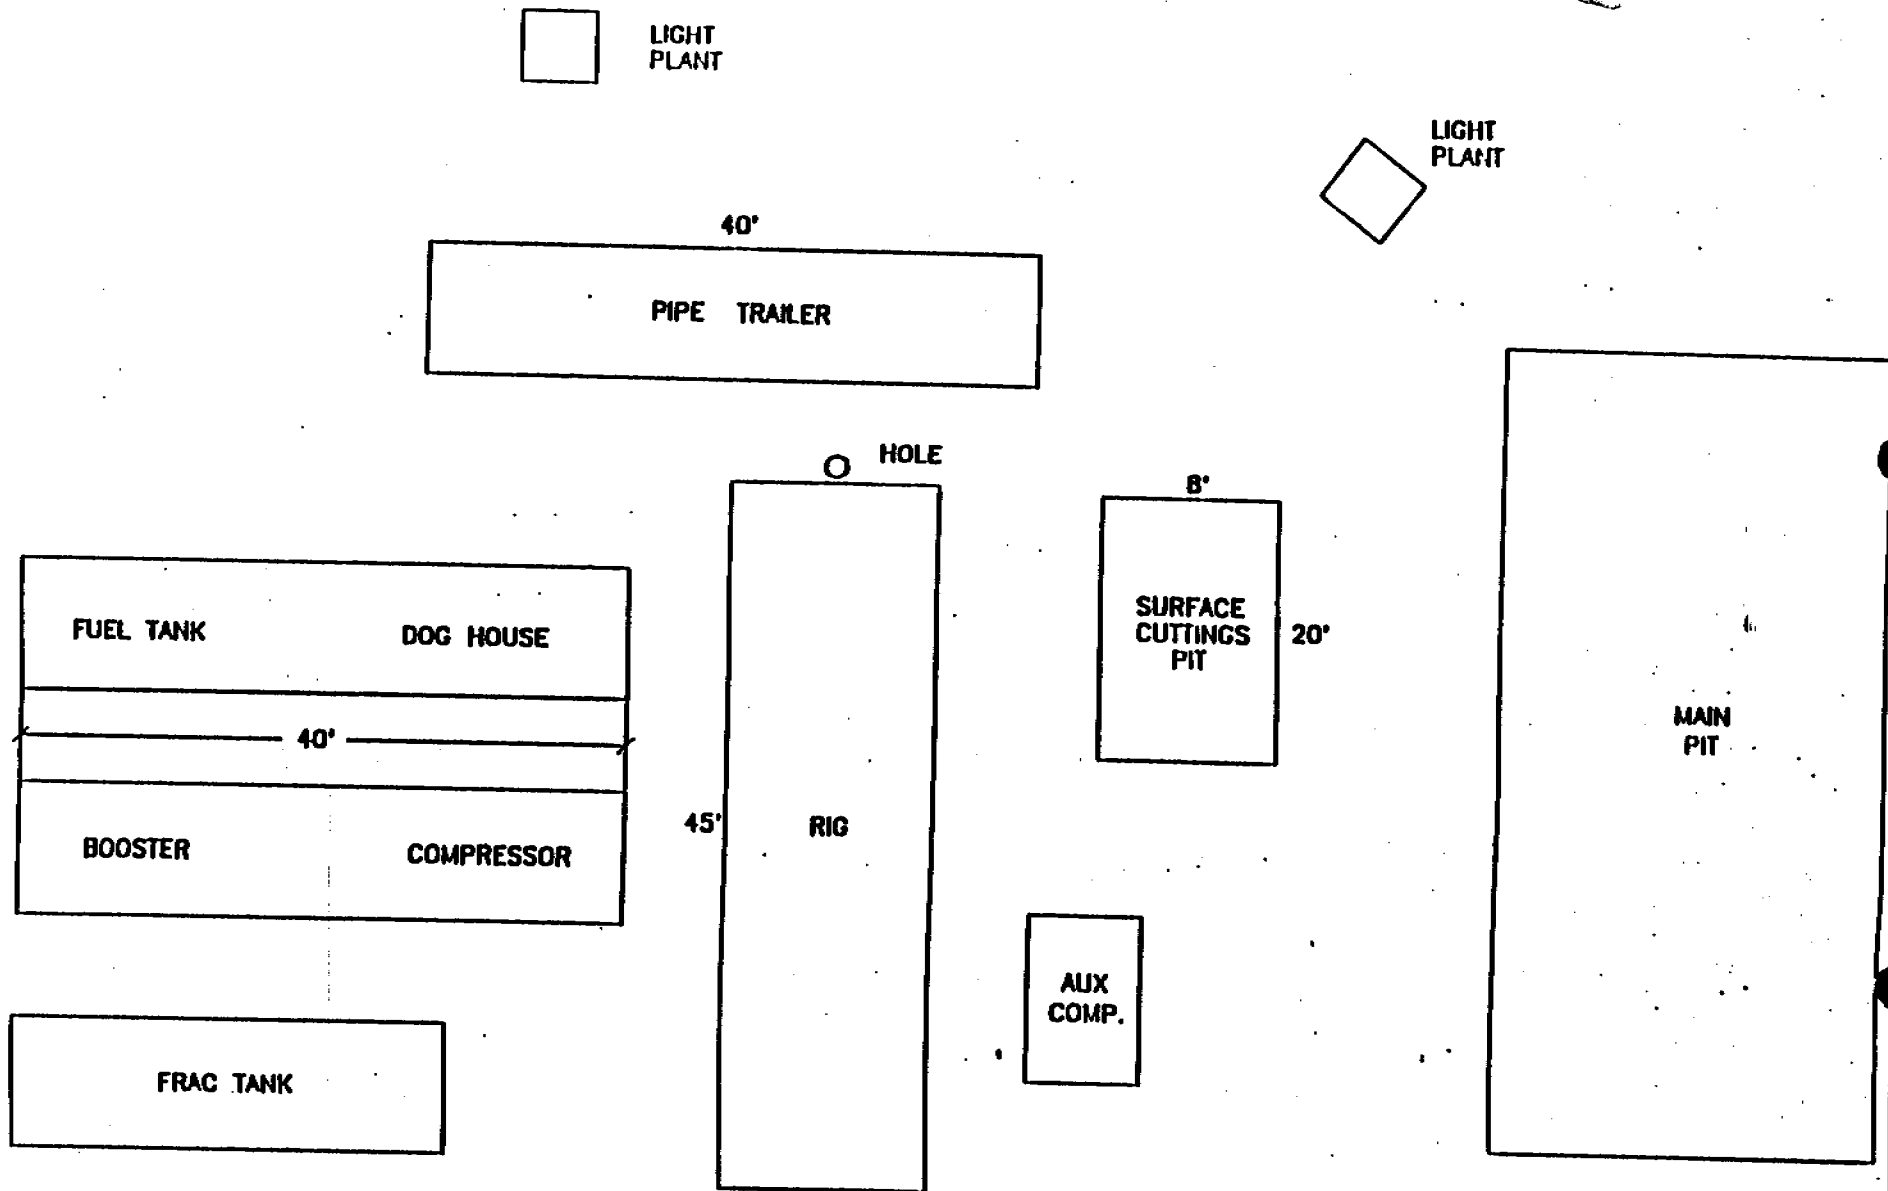 LIGHT
PLANT
LIGHT
PLANT
40'
PIPE TRAILER
HOLE
8'
SURFACE
CUTTINGS
PIT
20'
FUEL TANK DOG HOUSE
40'
BOOSTER COMPRESSOR
45'
RIG
MAIN
PIT
AUX
COMP.
FRAC TANK